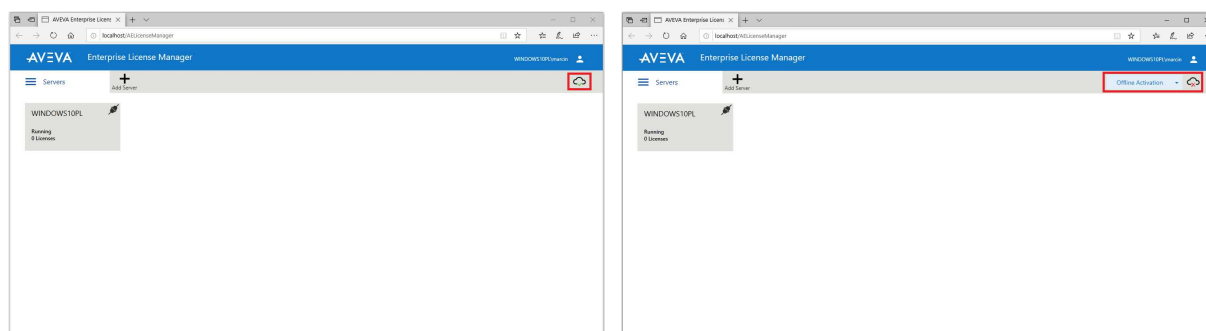 AVEVA Enterprise Licens
localhost/AELicenseManager
AVEVA Enterprise License Manager
WINDOWS10PL\marcin
Servers
Add Server
WINDOWS10PL
Running
0 Licenses
AVEVA Enterprise Licens
localhost/AELicenseManager
AVEVA Enterprise License Manager
WINDOWS10PL\marcin
Servers
Add Server
Offline Activation
WINDOWS10PL
Running
0 Licenses